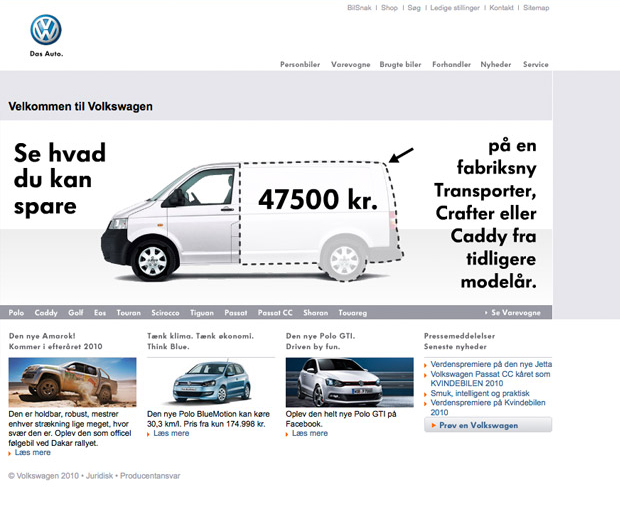 BilSnak | Shop | Søg | Ledige stillinger | Kontakt | Sitemap
Das Auto.
Personbiler Varevogne Brugte biler Forhandler Nyheder Service
Velkommen til Volkswagen
Se hvad
du kan
spare
47500 kr.
på en
fabriksny
Transporter,
Crafter eller
Caddy fra
tidligere
modelår.
Polo Caddy Golf Eos Touran Scirocco Tiguan Passat Passat CC Sharan Touareg Se Varevogne
Den nye Amarok!
Kommer i efteråret 2010
Den er holdbar, robust, mestrer
enhver strækning lige meget, hvor
svær den er. Oplev den som officel
følgebil ved Dakar rallyet.
Læs mere
Tænk klima. Tænk økonomi.
Think Blue.
Den nye Polo BlueMotion kan køre
30,3 km/l. Pris fra kun 174.998 kr.
Læs mere
Den nye Polo GTI.
Driven by fun.
Oplev den helt nye Polo GTI på
Facebook.
Læs mere
Pressemeddelelser
Seneste nyheder
Verdenspremiere på den nye Jetta
Volkswagen Passat CC kåret som
KVINDEBILEN 2010
Smuk, intelligent og praktisk
Verdenspremiere på Kvindebilen
2010
Prøv en Volkswagen
© Volkswagen 2010 • Juridisk • Producentansvar